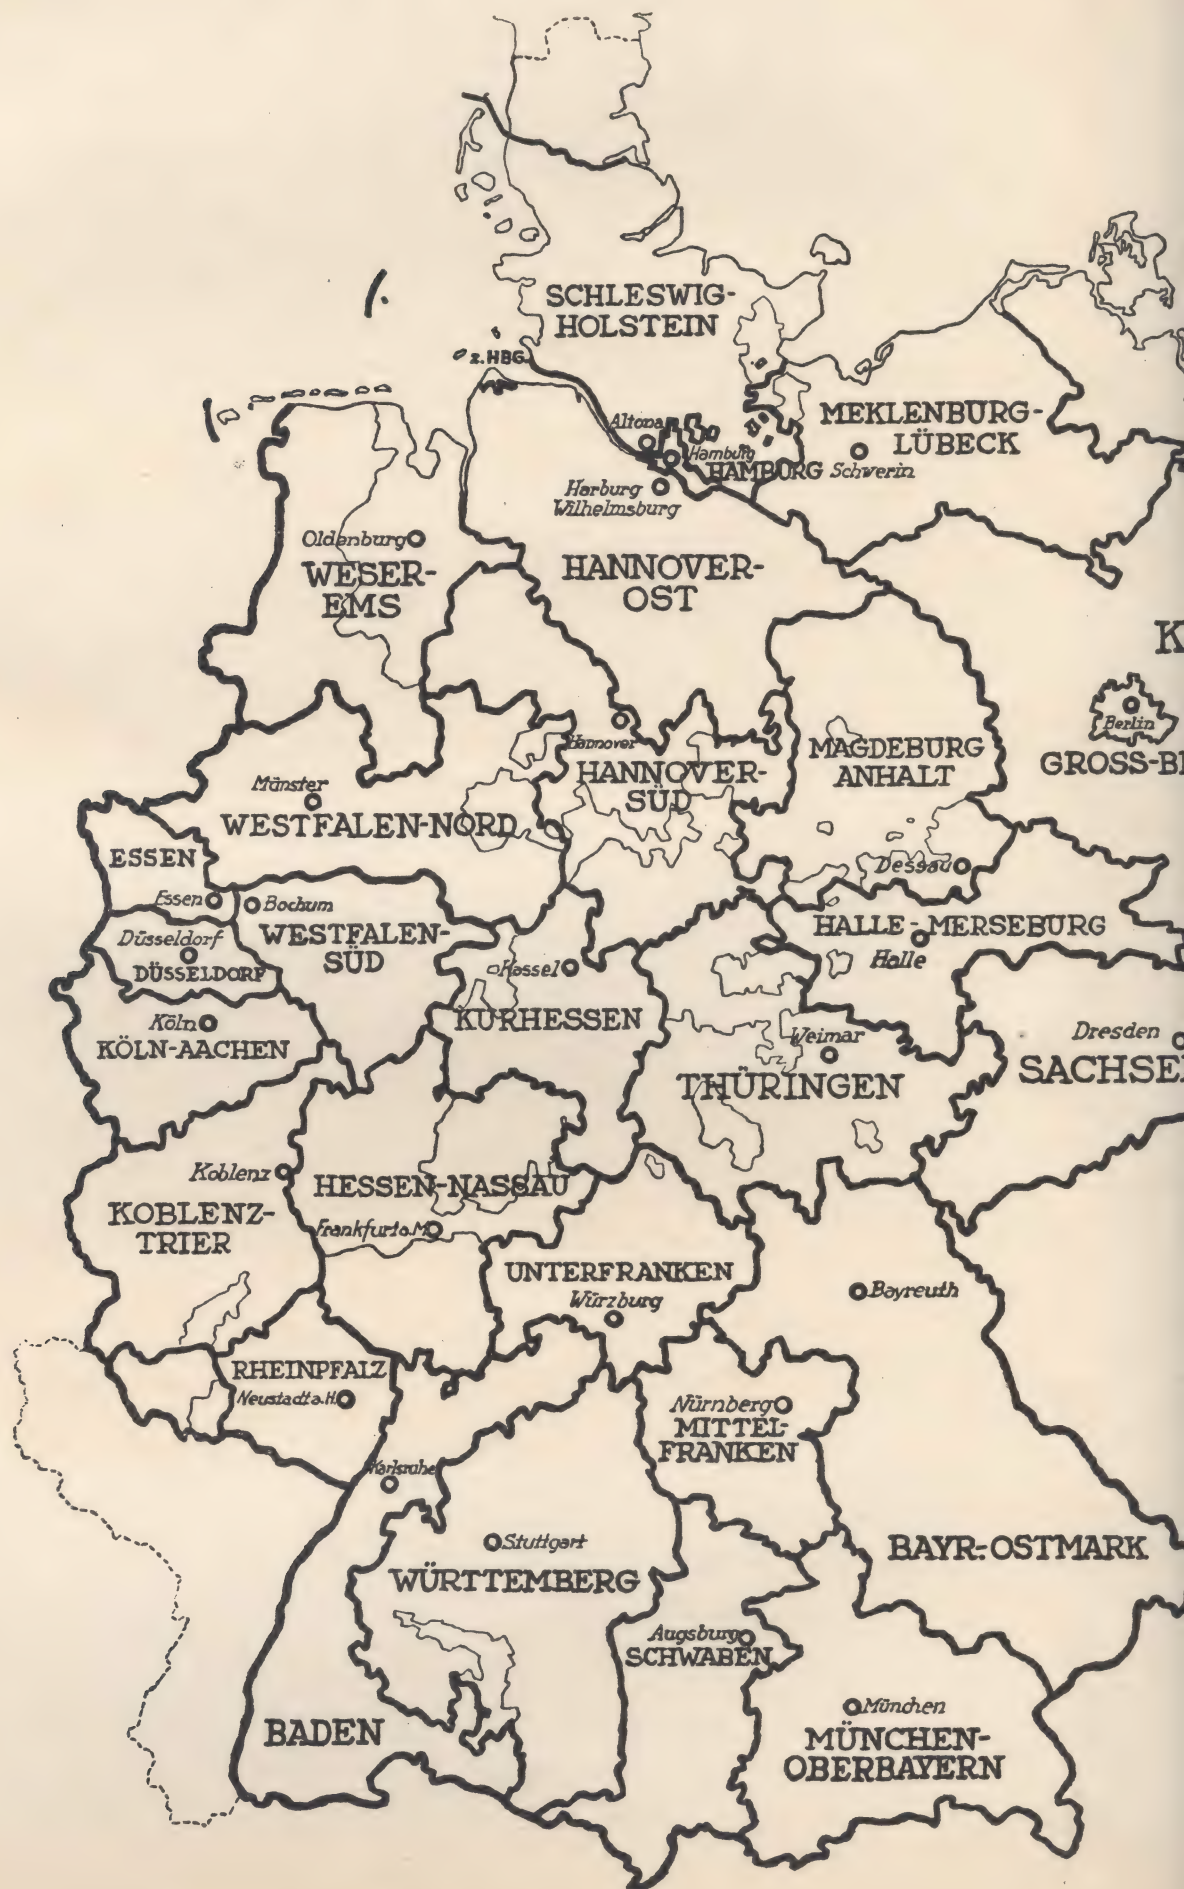 SCHLESWIG-
HOLSTEIN
z.HBG.
Altona
Hamburg
HAMBURG
Schwerin
MEKLENBURG-
LÜBECK
Harburg
Wilhelmsburg
Oldenburg
WESER-
EMS
HANNOVER-
OST
K
Berlin
GROSS-BE
Hannover
HANNOVER-
SÜD
MAGDEBURG
ANHALT
Münster
WESTFALEN-NORD
ESSEN
Essen
Bochum
Dessau
WESTFALEN-
SÜD
HALLE-MERSEBURG
Halle
Düsseldorf
DÜSSELDORF
Kassel
KURHESSEN
Köln
KÖLN-AACHEN
Weimar
THÜRINGEN
Dresden
SACHSE
Koblenz
KOBLENZ-
TRIER
HESSEN-NASSAU
Frankfurt a.M
UNTERFRANKEN
Würzburg
Bayreuth
RHEINPFALZ
Neustadt a.H.
Nürnberg
MITTEL-
FRANKEN
Karlsruhe
Stuttgart
WÜRTTEMBERG
BAYR.-OSTMARK
Augsburg
SCHWABEN
München
MÜNCHEN-
OBERBAYERN
BADEN